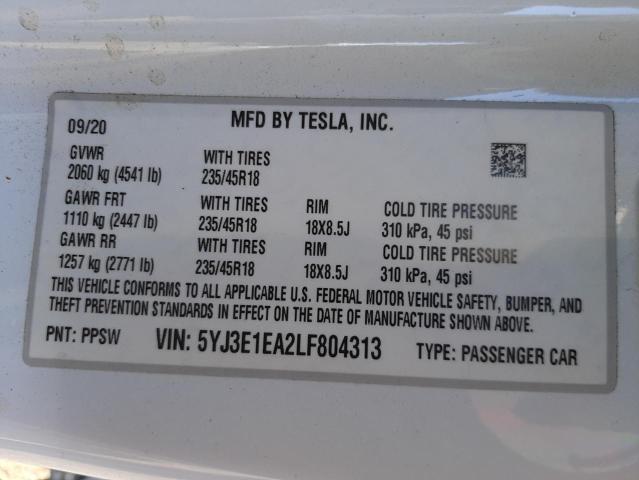 09/20 MFD BY TESLA, INC.
GVWR WITH TIRES
2060 kg (4541 lb) 235/45R18
GAWR FRT WITH TIRES RIM COLD TIRE PRESSURE
1110 kg (2447 lb) 235/45R18 18X8.5J 310 kPa, 45 psi
GAWR RR WITH TIRES RIM COLD TIRE PRESSURE
1257 kg (2771 lb) 235/45R18 18X8.5J 310 kPa, 45 psi
THIS VEHICLE CONFORMS TO ALL APPLICABLE U.S. FEDERAL MOTOR VEHICLE SAFETY, BUMPER, AND
THEFT PREVENTION STANDARDS IN EFFECT ON THE DATE OF MANUFACTURE SHOWN ABOVE.
PNT: PPSW VIN: 5YJ3E1EA2LF804313 TYPE: PASSENGER CAR